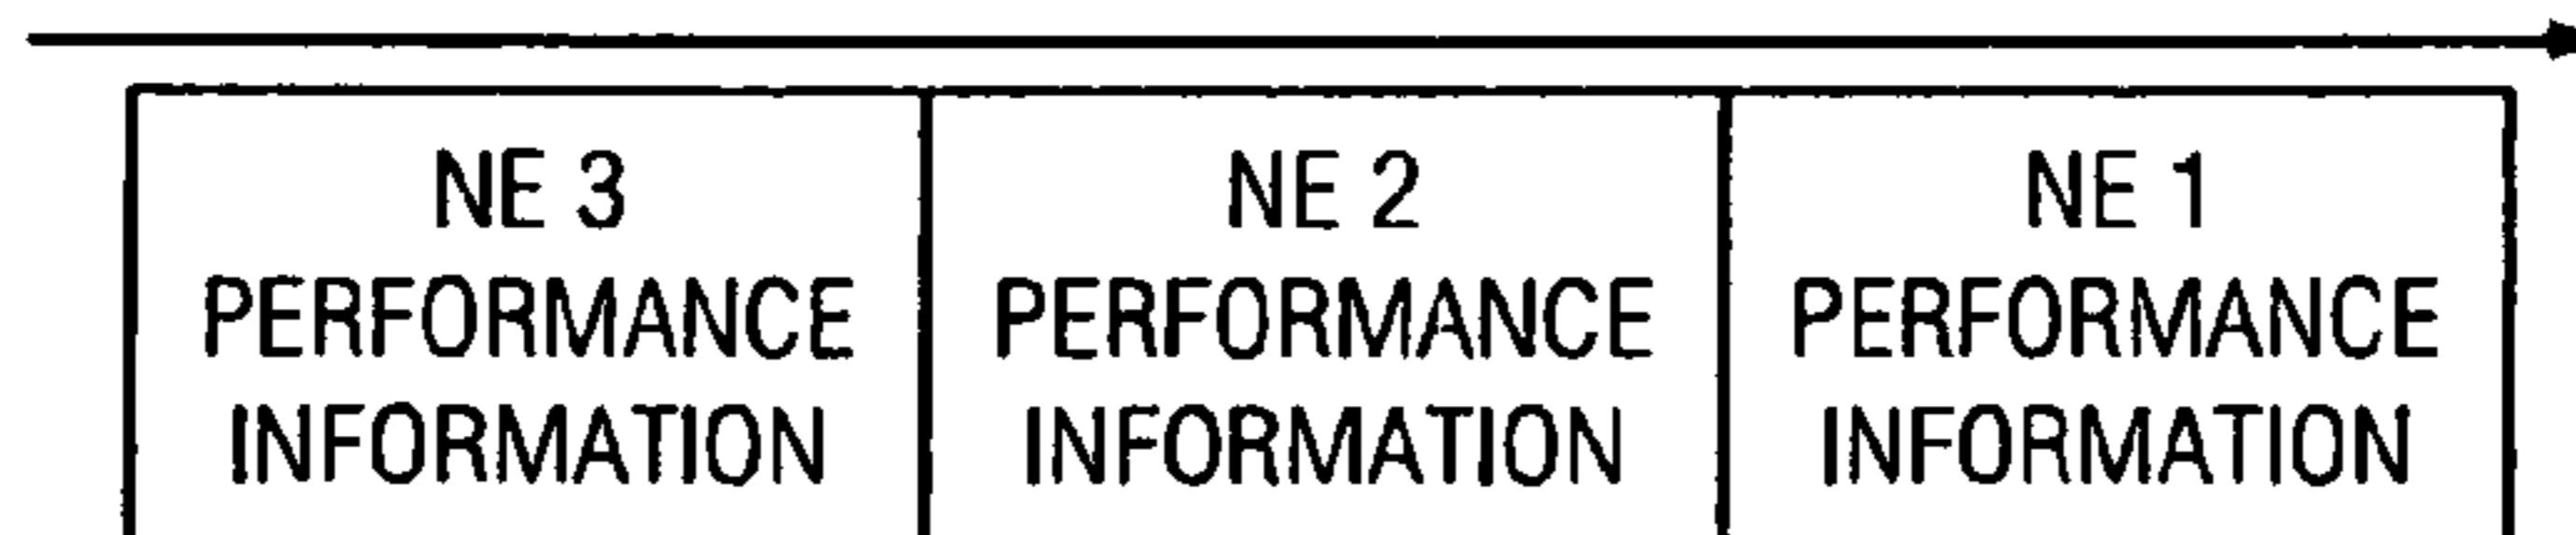 NE 3
PERFORMANCE
INFORMATION
NE 2
PERFORMANCE
INFORMATION
NE 1
PERFORMANCE
INFORMATION